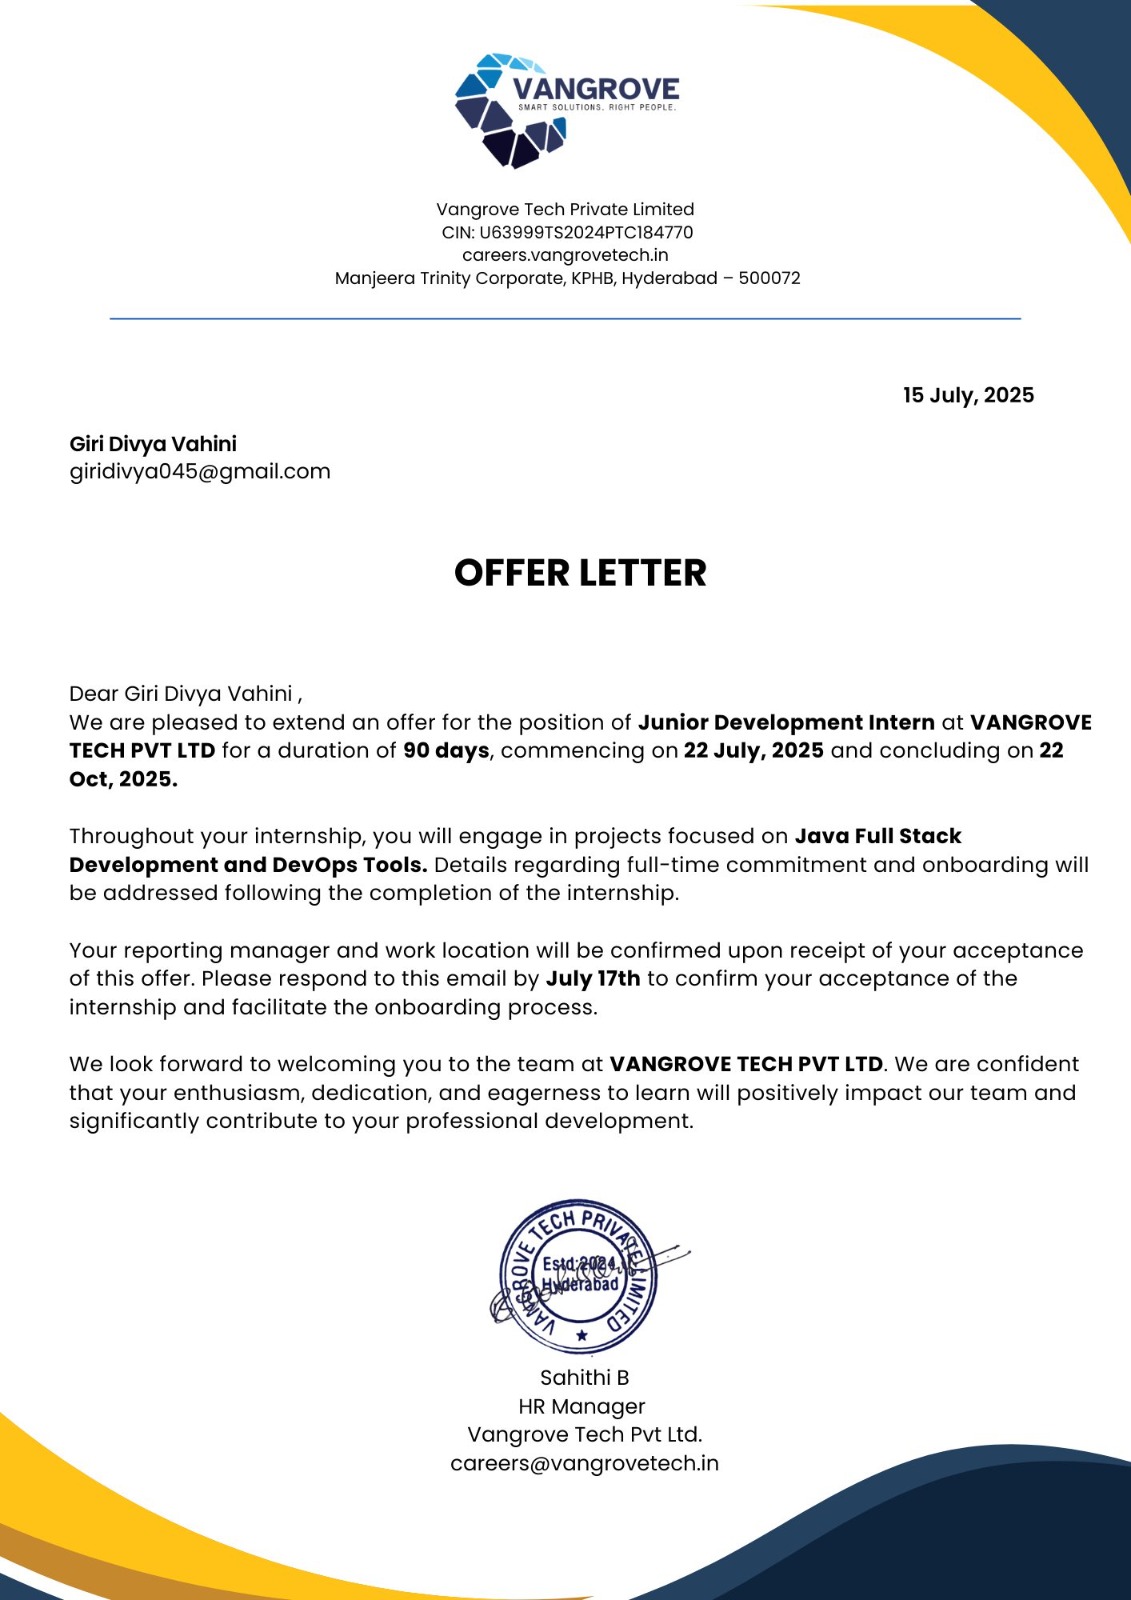 VANGROVE
SMART SOLUTIONS. RIGHT PEOPLE.
Vangrove Tech Private Limited
CIN: U63999TS2024PTC184770
careers.vangrovetech.in
Manjeera Trinity Corporate, KPHB, Hyderabad – 500072
15 July, 2025
Giri Divya Vahini
giridivya045@gmail.com
OFFER LETTER
Dear Giri Divya Vahini ,
We are pleased to extend an offer for the position of Junior Development Intern at VANGROVE
TECH PVT LTD for a duration of 90 days, commencing on 22 July, 2025 and concluding on 22
Oct, 2025.
Throughout your internship, you will engage in projects focused on Java Full Stack
Development and DevOps Tools. Details regarding full-time commitment and onboarding will
be addressed following the completion of the internship.
Your reporting manager and work location will be confirmed upon receipt of your acceptance
of this offer. Please respond to this email by July 17th to confirm your acceptance of the
internship and facilitate the onboarding process.
We look forward to welcoming you to the team at VANGROVE TECH PVT LTD. We are confident
that your enthusiasm, dedication, and eagerness to learn will positively impact our team and
significantly contribute to your professional development.
VANGROVE TECH PRIVATE LIMITED
Estd:2024
Hyderabad
Sahithi B
HR Manager
Vangrove Tech Pvt Ltd.
careers@vangrovetech.in